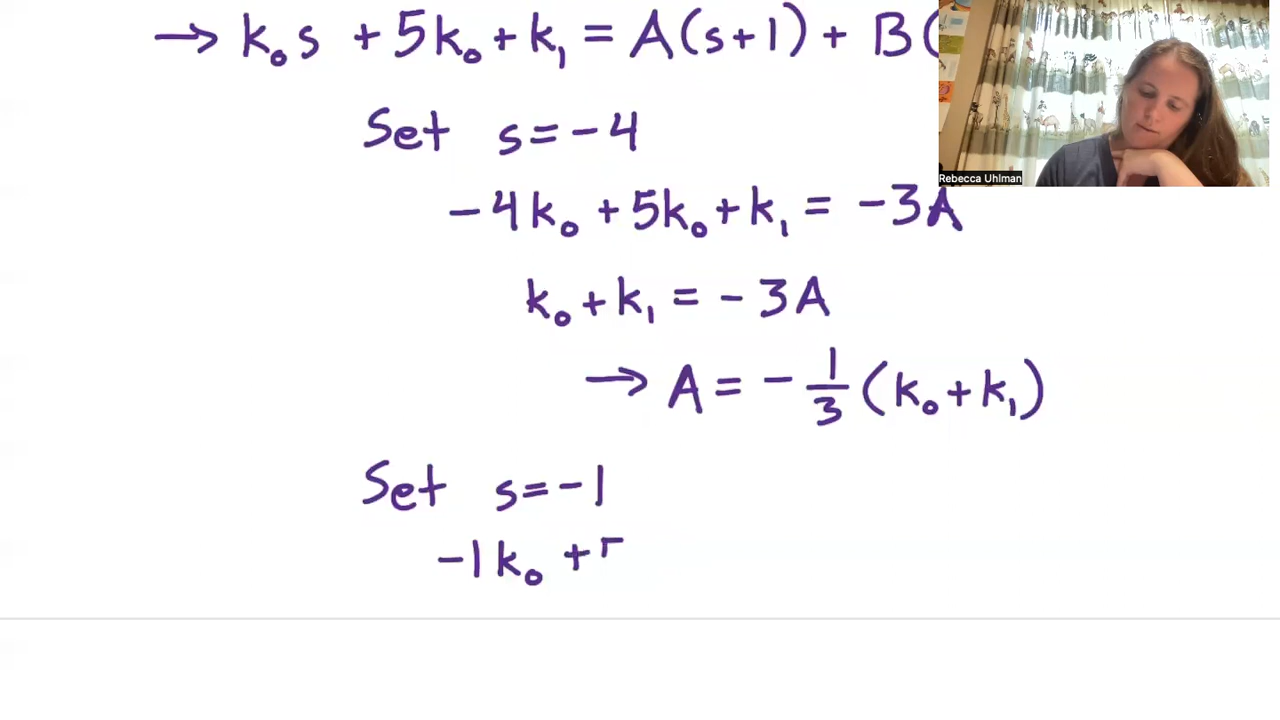 → k₀s + 5k₀ + k₁ = A(s+1) + B(
Set s = -4
-4k₀ + 5k₀ + k₁ = -3A
k₀ + k₁ = -3A
→ A = -1/3 (k₀ + k₁)
Set s = -1
-1k₀ +
Rebecca Uhlman